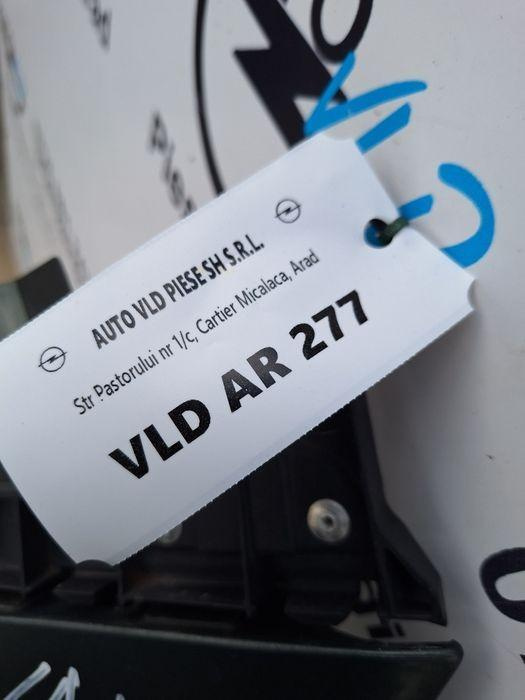 AUTO VLD PIESE SH S.R.L.
Str Pastorului nr 1/c, Cartier Micalaca, Arad
VLD AR 277